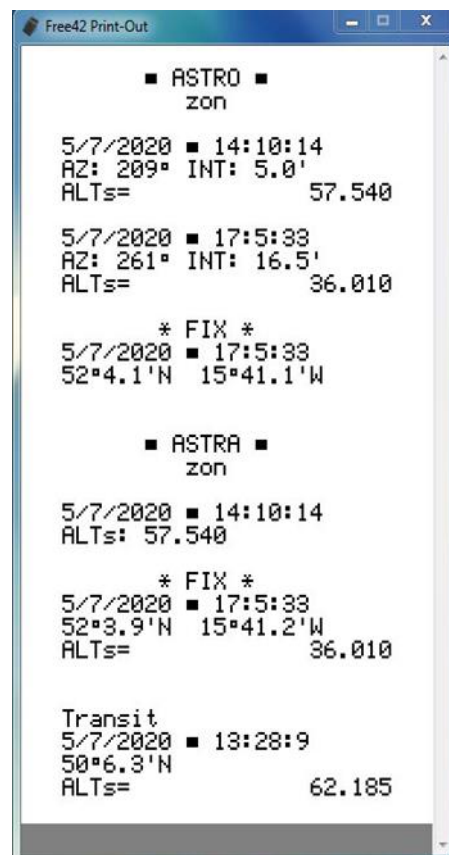 Free42 Print-Out
■ ASTRO ■
zon
5/7/2020 ■ 14:10:14
AZ: 209° INT: 5.0'
ALTs= 57.540
5/7/2020 ■ 17:5:33
AZ: 261° INT: 16.5'
ALTs= 36.010
* FIX *
5/7/2020 ■ 17:5:33
52°4.1'N 15°41.1'W
■ ASTRA ■
zon
5/7/2020 ■ 14:10:14
ALTs: 57.540
* FIX *
5/7/2020 ■ 17:5:33
52°3.9'N 15°41.2'W
ALTs= 36.010
Transit
5/7/2020 ■ 13:28:9
50°6.3'N
ALTs= 62.185